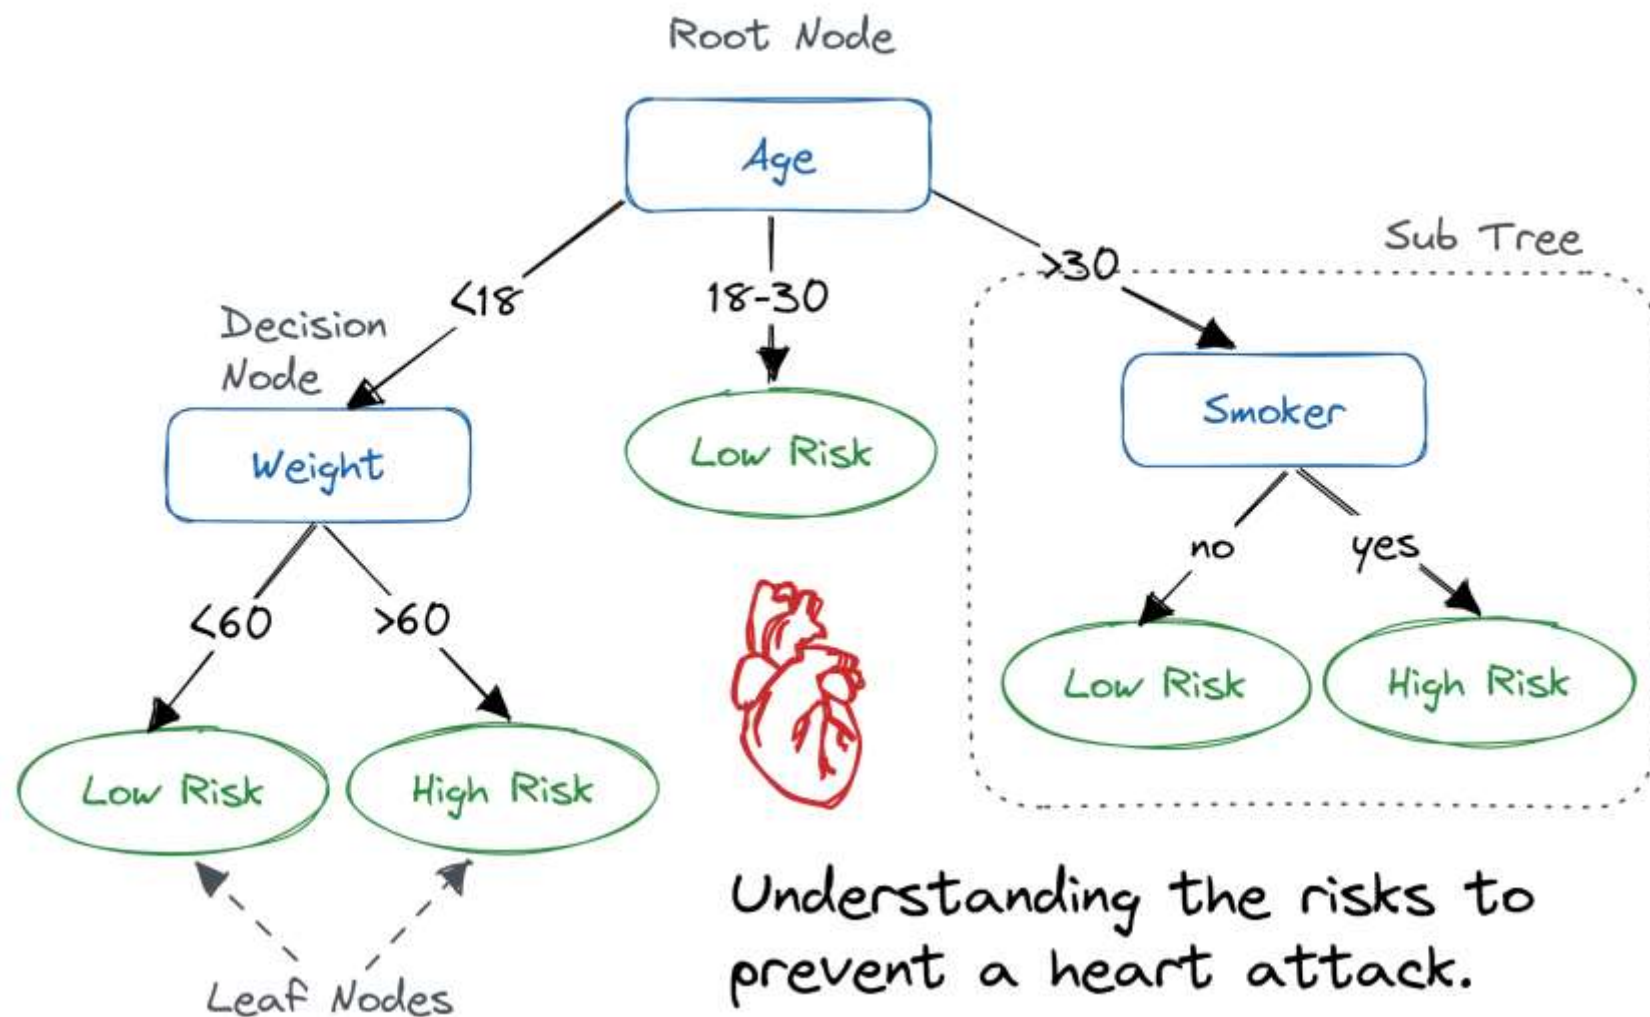 Root Node
Age
<18
18-30
>30
Sub Tree
Decision
Node
Weight
Low Risk
Smoker
<60
>60
no
yes
Low Risk
High Risk
Low Risk
High Risk
Leaf Nodes
Understanding the risks to
prevent a heart attack.